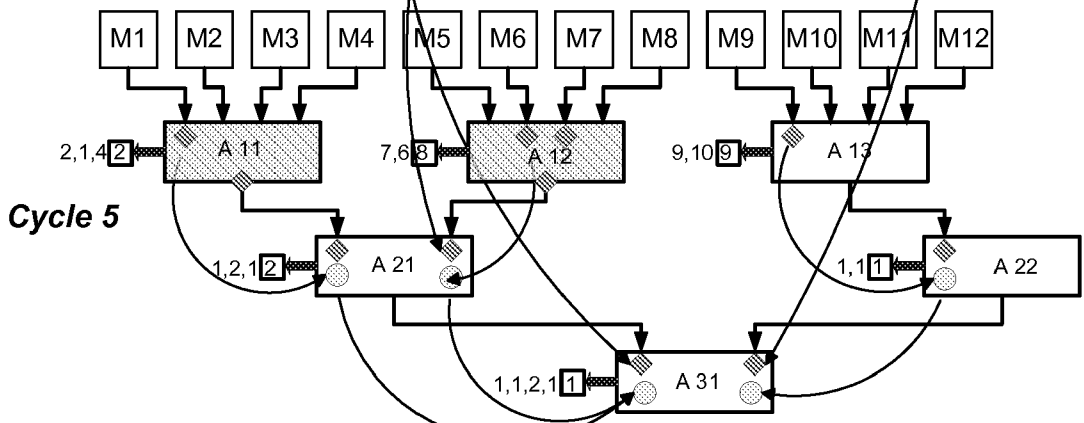 M1 M2 M3 M4 M5 M6 M7 M8 M9 M10 M11 M12
2,1,4 2 A 11 7,6 8 A 12 9,10 9 A 13
Cycle 5
1,2,1 2 A 21 1,1 1 A 22
1,1,2,1 1 A 31